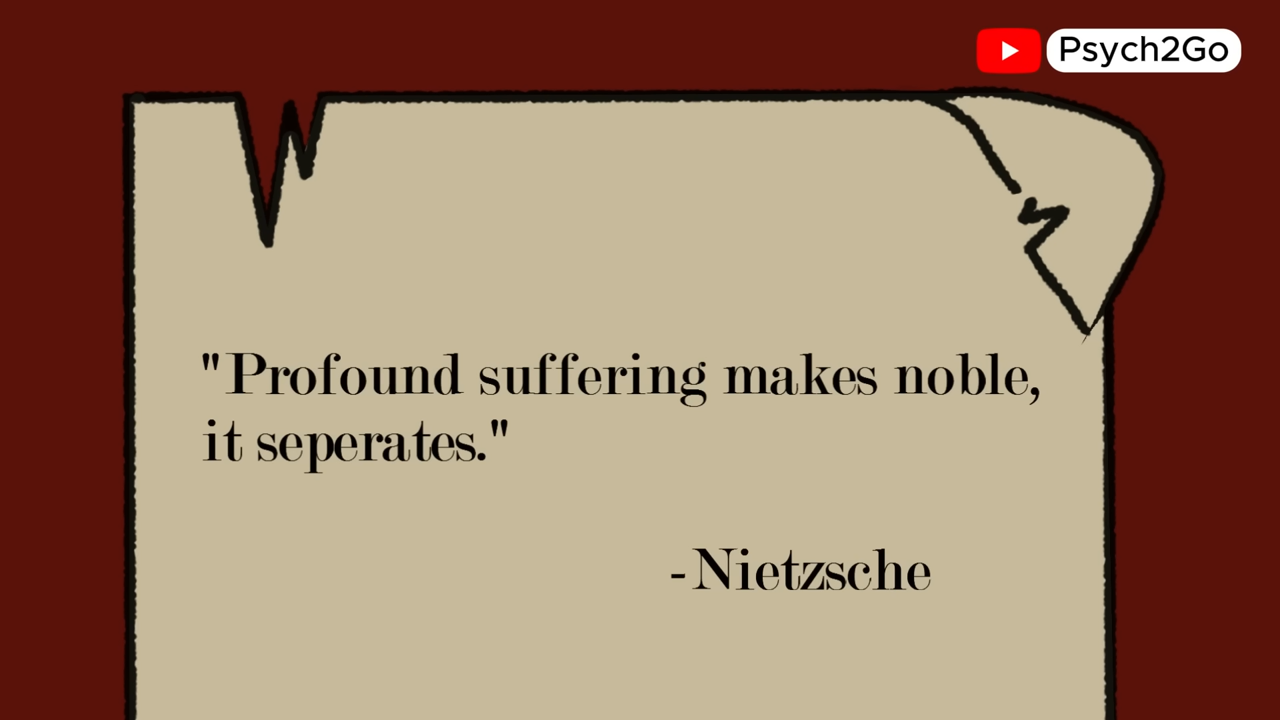 Psych2Go
"Profound suffering makes noble,
it seperates."
-Nietzsche